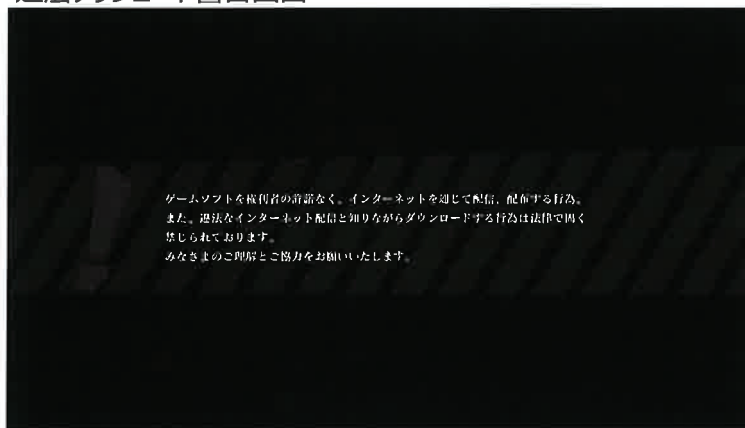 ゲームソフトを権利者の許諾なく、インターネットを通じて配信、配布する行為。
また、違法なインターネット配信と知りながらダウンロードする行為は法律で固く
禁じられております。
みなさまのご理解とご協力をお願いいたします。